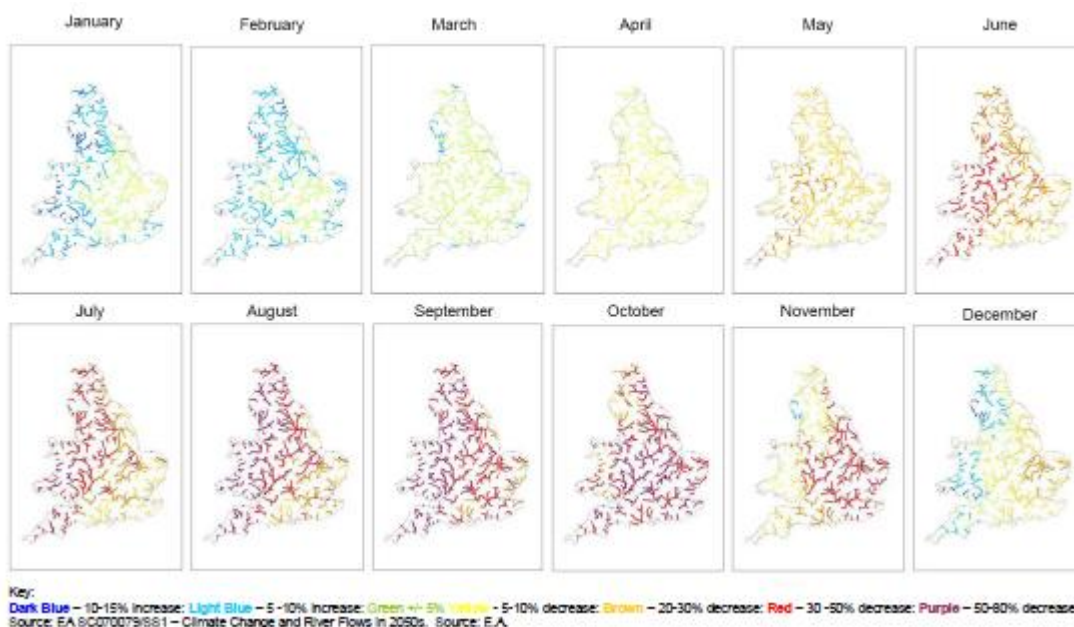 January February March April May June
July August September October November December
Key:
Dark Blue – 10-15% Increase: Light Blue – 5 -10% Increase: Green +/- 5% Yellow - 5-10% decrease: Brown – 20-30% decrease: Red – 30 -50% decrease: Purple – 50-80% decrease
Source: EA SC070079/SS1 – Climate Change and River Flows in 2050s. Source: E.A.